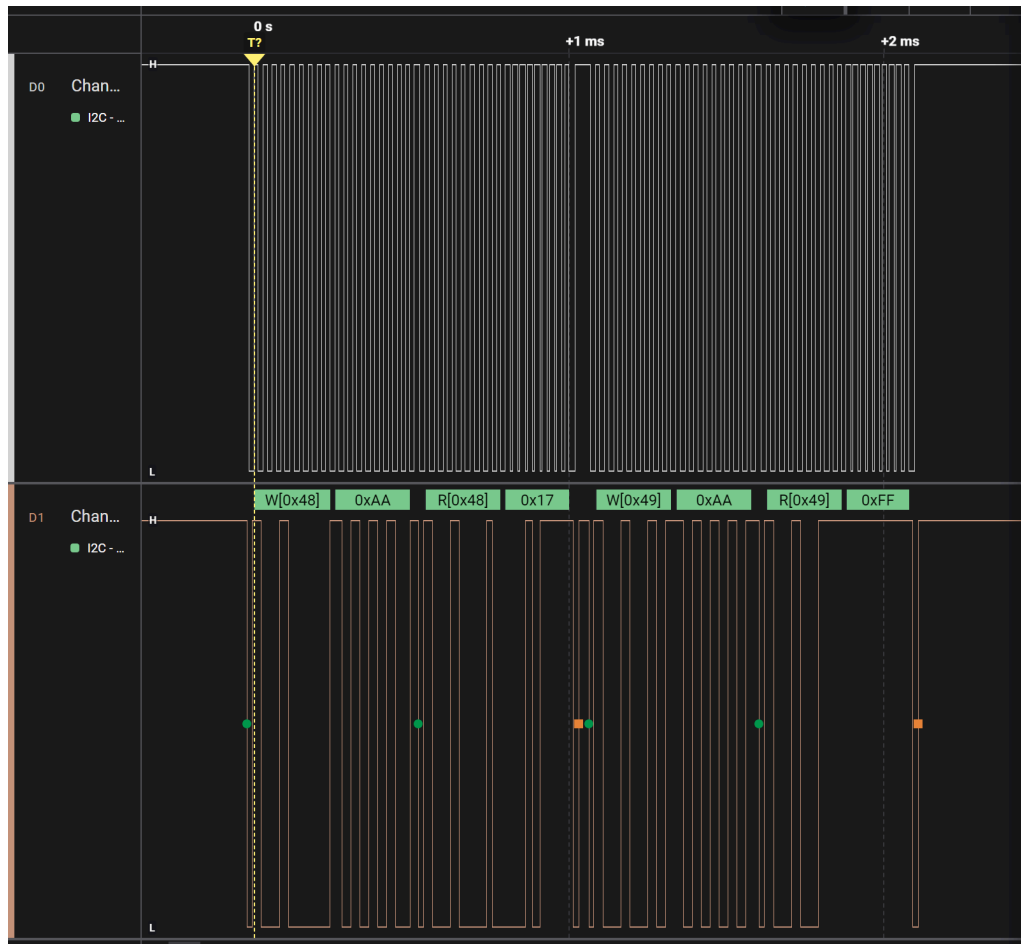 0 s
T?
+1 ms
+2 ms
H
D0 Chan...
I2C - ...
L
W[0x48] 0xAA R[0x48] 0x17 W[0x49] 0xAA R[0x49] 0xFF
D1 Chan...
H
I2C - ...
L